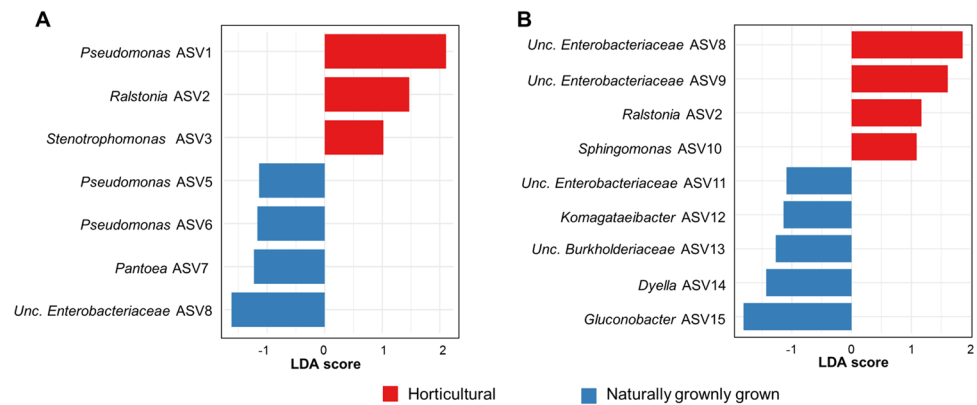 A
Pseudomonas ASV1
Ralstonia ASV2
Stenotrophomonas ASV3
Pseudomonas ASV5
Pseudomonas ASV6
Pantoea ASV7
Unc. Enterobacteriaceae ASV8
-1 0 1 2
LDA score
B
Unc. Enterobacteriaceae ASV8
Unc. Enterobacteriaceae ASV9
Ralstonia ASV2
Sphingomonas ASV10
Unc. Enterobacteriaceae ASV11
Komagataeibacter ASV12
Unc. Burkholderiaceae ASV13
Dyella ASV14
Gluconobacter ASV15
-1 0 1 2
LDA score
Horticultural
Naturally grownly grown